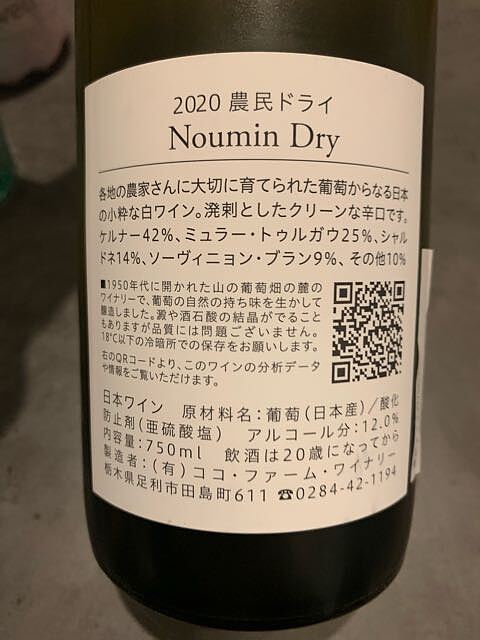 2020 農民ドライ
Noumin Dry
各地の農家さんに大切に育てられた葡萄からなる日本
の小粋な白ワイン。溌剌としたクリーンな辛口です。
ケルナー42%、ミュラー・トゥルガウ25%、シャル
ドネ14%、ソーヴィニョン・ブラン9%、その他10%
■1950年代に開かれた山の葡萄畑の麓の
ワイナリーで、葡萄の自然の持ち味を生かして
醸造しました。澱や酒石酸の結晶がでること
もありますが品質には問題ございません。
18℃以下の冷暗所での保存をお願いします。
右のQRコードより、このワインの分析データ
や情報をご覧いただけます。
日本ワイン 原材料名:葡萄(日本産)/酸化
防止剤(亜硫酸塩) アルコール分:12.0%
内容量:750ml 飲酒は20歳になってから
製造者:(有)ココ・ファーム・ワイナリー
栃木県足利市田島町611 ☎0284-42-1194